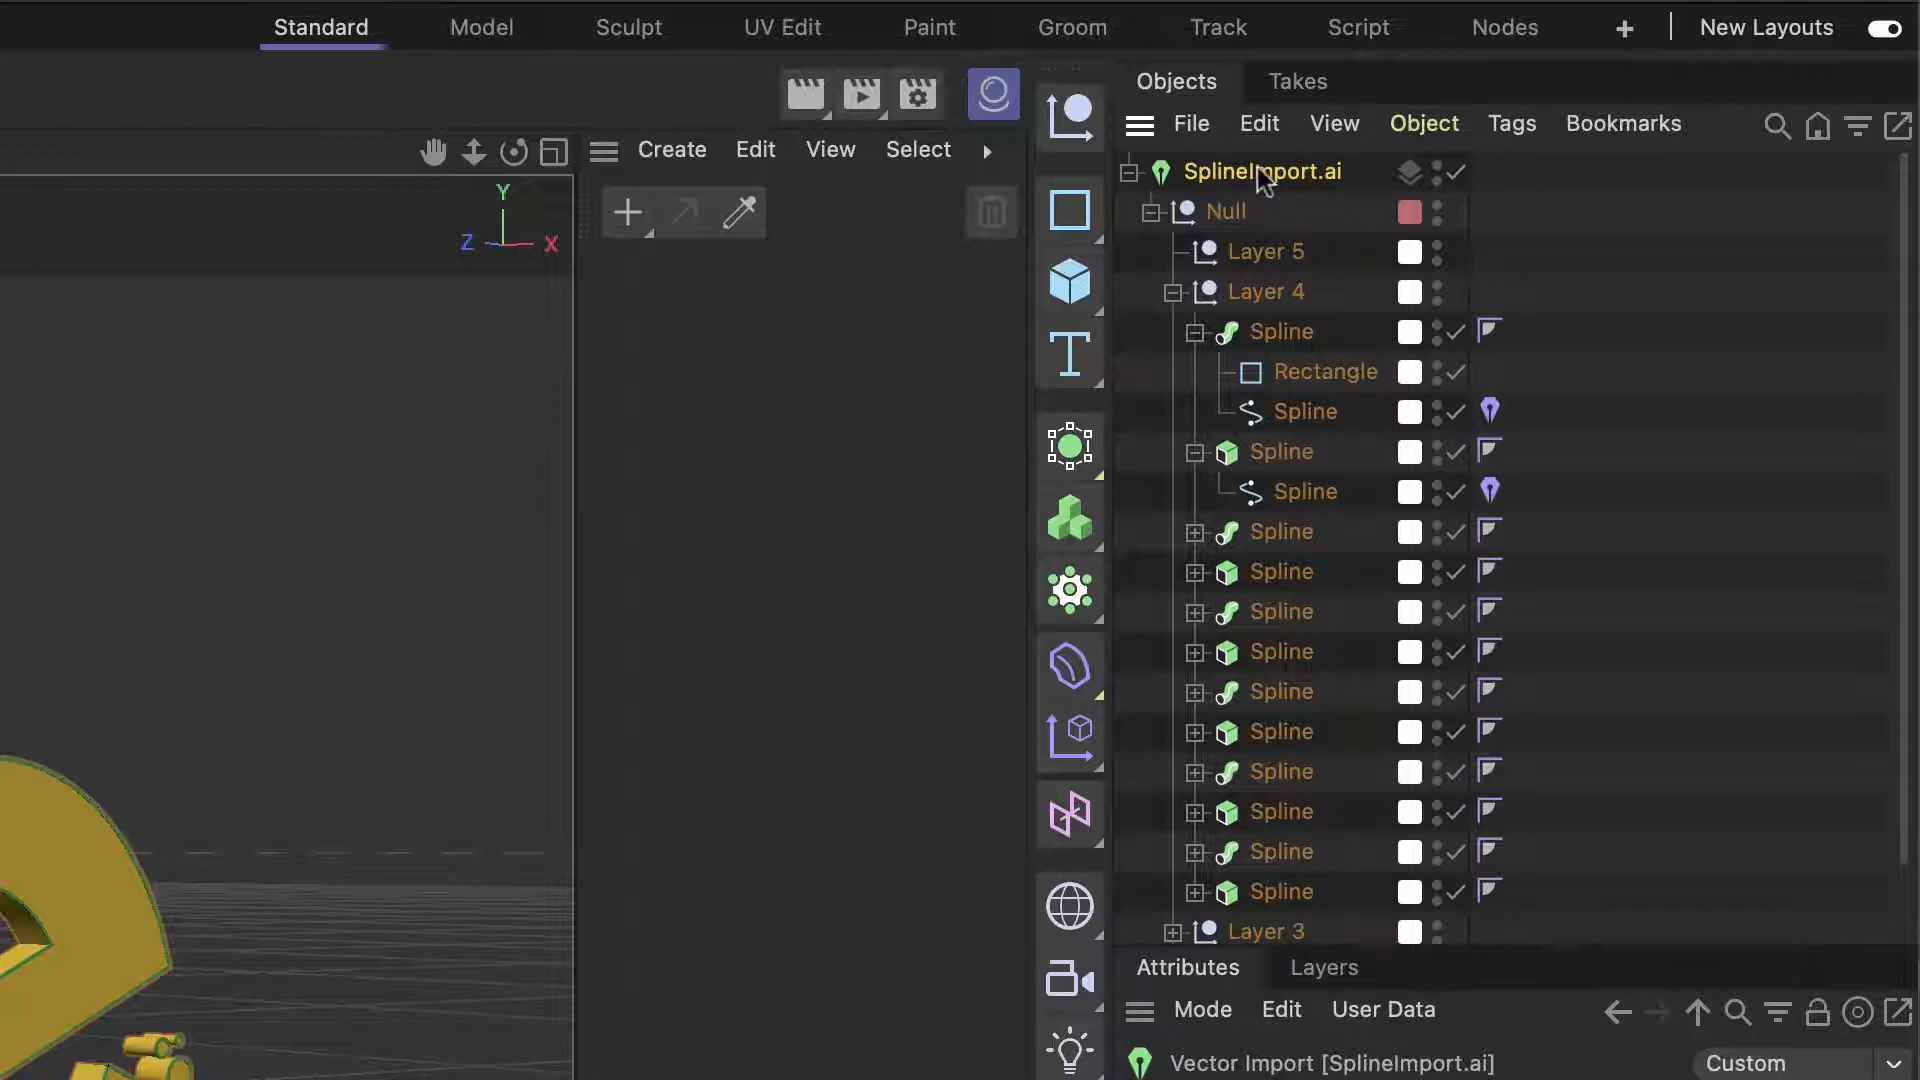 Standard Model Sculpt UV Edit Paint Groom Track Script Nodes + New Layouts
Objects Takes
File Edit View Object Tags Bookmarks
Create Edit View Select
SplineImport.ai
Null
Layer 5
Layer 4
Spline
Rectangle
Spline
Spline
Spline
Spline
Spline
Spline
Spline
Spline
Spline
Spline
Spline
Spline
Spline
Layer 3
Y
Z X
Attributes Layers
Mode Edit User Data
Vector Import [SplineImport.ai] Custom